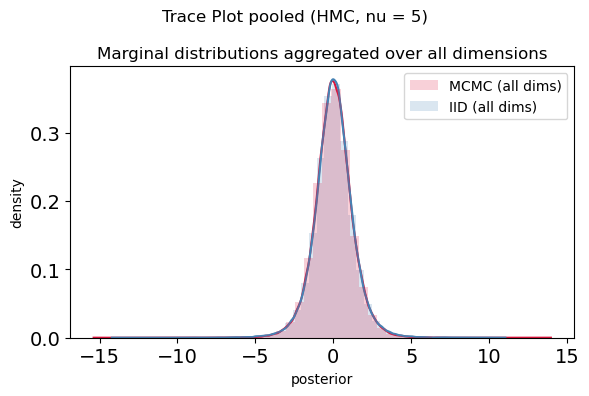 Trace Plot pooled (HMC, nu = 5)
Marginal distributions aggregated over all dimensions
MCMC (all dims)
IID (all dims)
density
0.3
0.2
0.1
0.0
−15
−10
−5
0
5
10
15
posterior